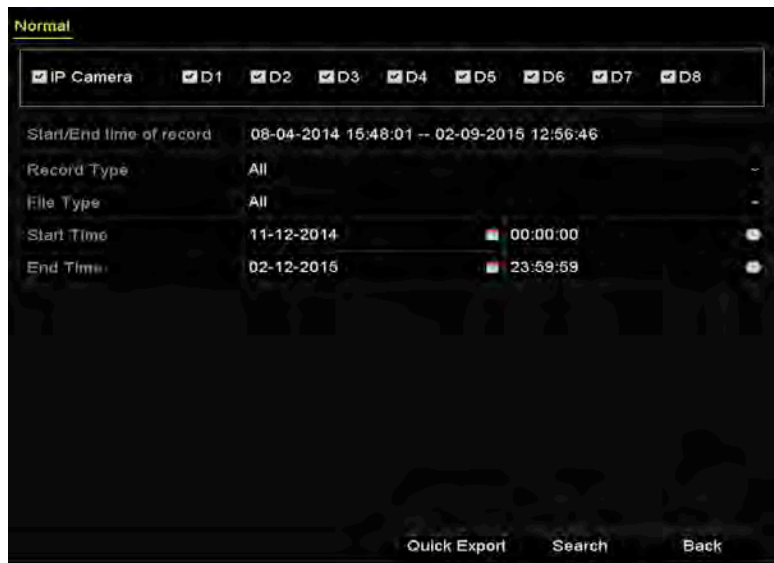 Normal
IP Camera D1 D2 D3 D4 D5 D6 D7 D8
Start/End time of record 08-04-2014 15:48:01 -- 02-09-2015 12:56:46
Record Type All
File Type All
Start Time 11-12-2014 00:00:00
End Time 02-12-2015 23:59:59
Quick Export Search Back